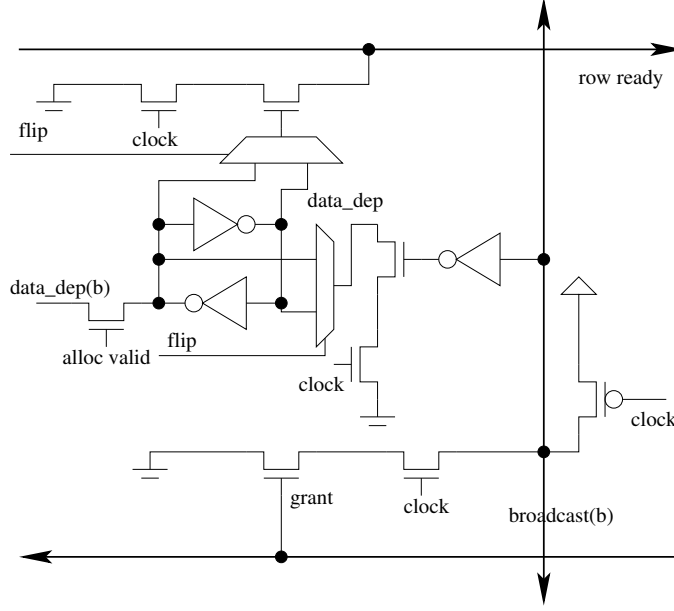 row ready
flip
clock
data_dep
data_dep(b)
flip
alloc valid
clock
clock
grant
clock
broadcast(b)